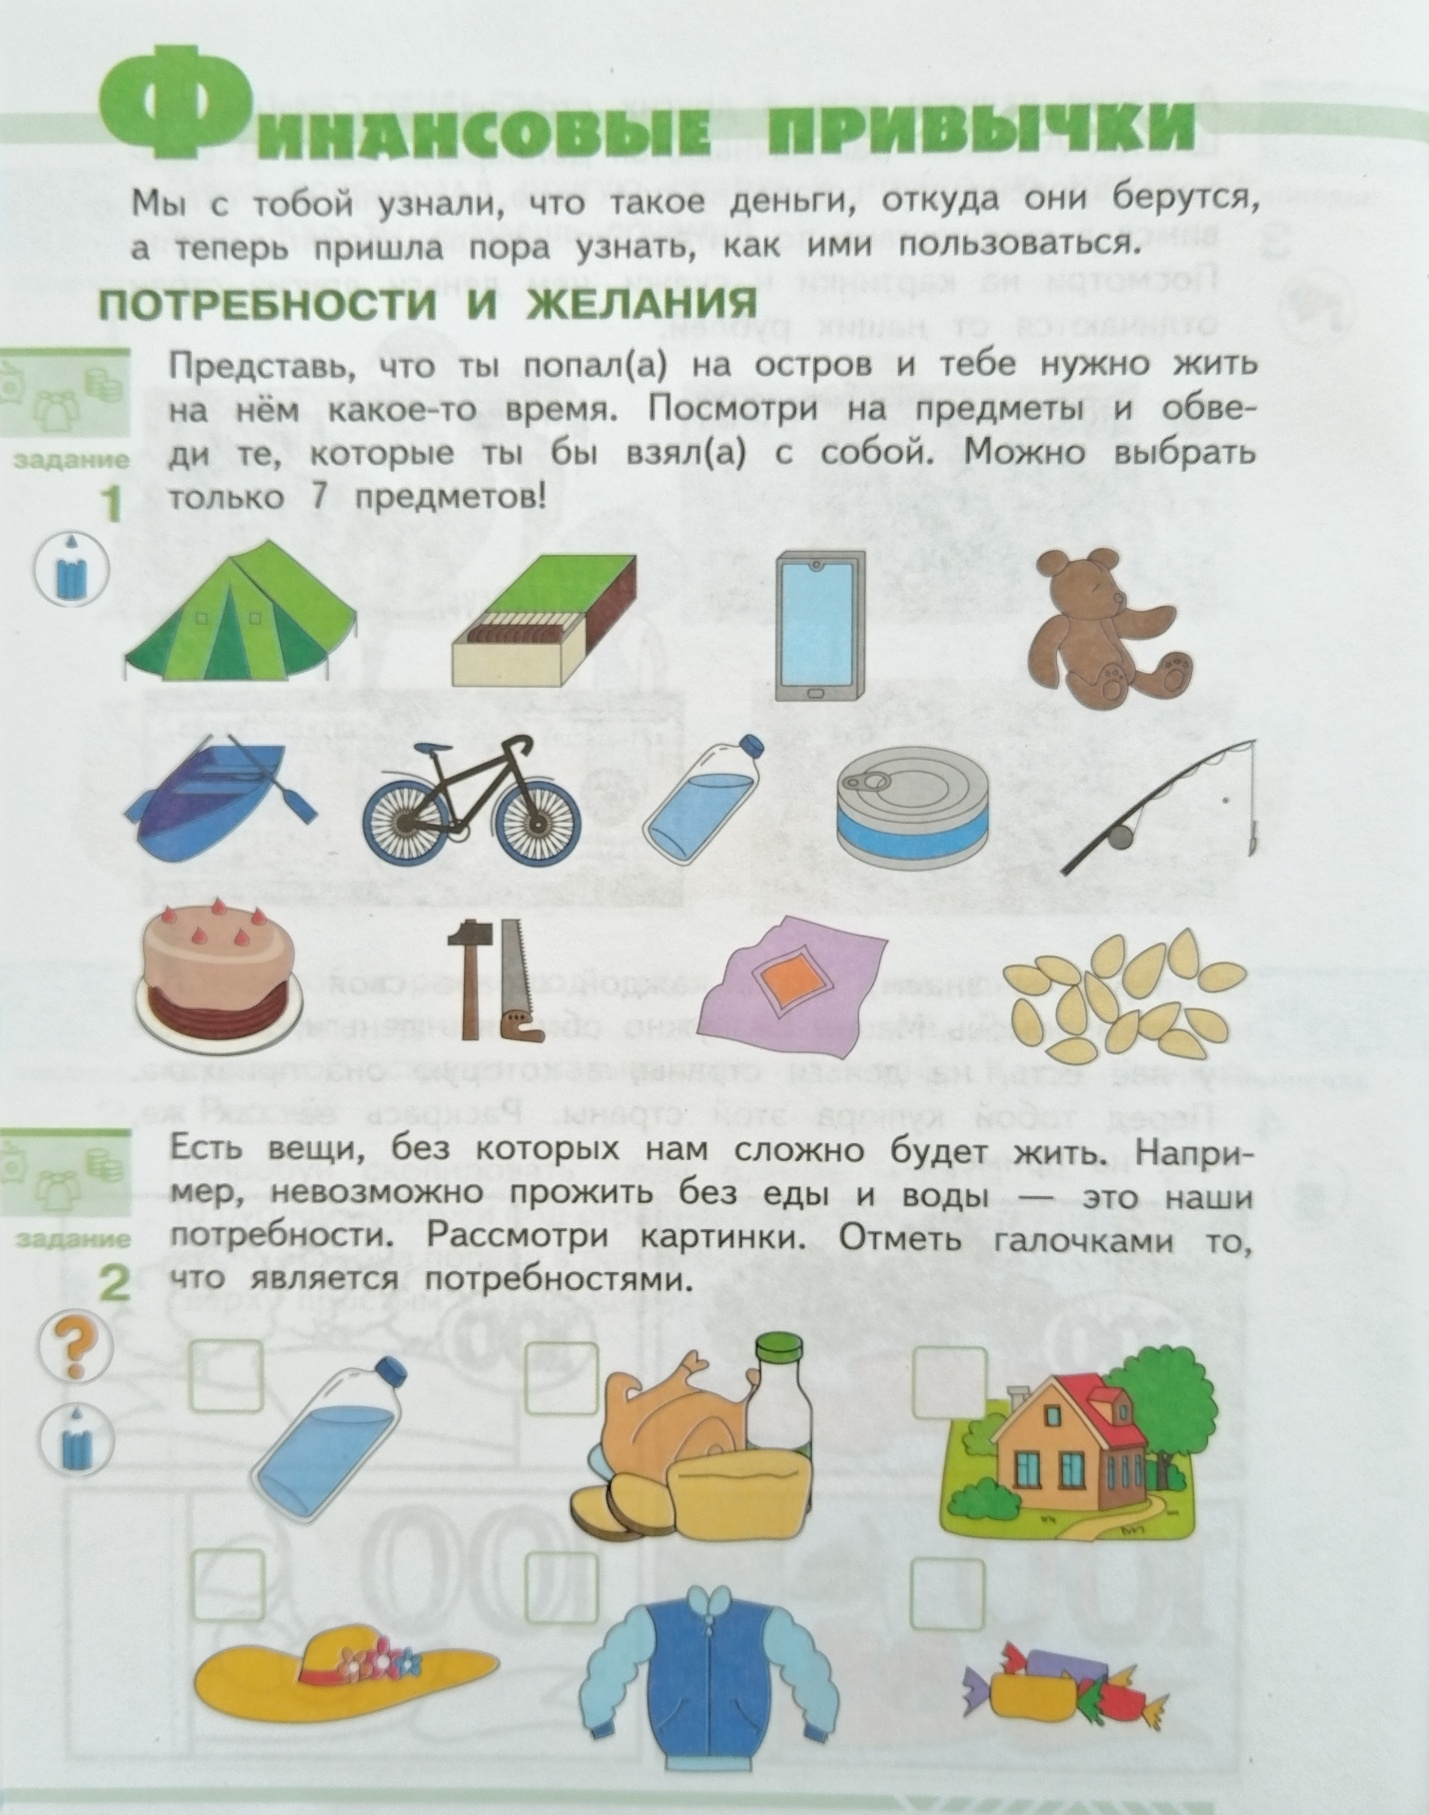 Финансовые привычки
Мы с тобой узнали, что такое деньги, откуда они берутся,
а теперь пришла пора узнать, как ими пользоваться.
ПОТРЕБНОСТИ И ЖЕЛАНИЯ
задание
1
Представь, что ты попал(а) на остров и тебе нужно жить
на нём какое-то время. Посмотри на предметы и обве-
ди те, которые ты бы взял(а) с собой. Можно выбрать
только 7 предметов!
задание
2
Есть вещи, без которых нам сложно будет жить. Напри-
мер, невозможно прожить без еды и воды — это наши
потребности. Рассмотри картинки. Отметь галочками то,
что является потребностями.